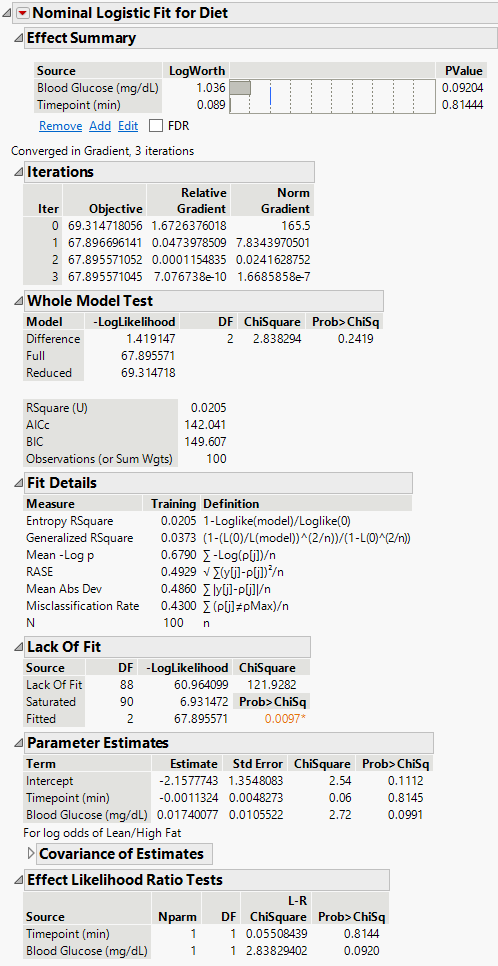 Nominal Logistic Fit for Diet
Effect Summary
Source LogWorth PValue
Blood Glucose (mg/dL) 1.036 0.09204
Timepoint (min) 0.089 0.81444
Remove Add Edit FDR
Converged in Gradient, 3 iterations
Iterations
Relative Norm
Iter Objective Gradient Gradient
0 69.314718056 1.6726376018 165.5
1 67.896696141 0.0473978509 7.8343970501
2 67.895571052 0.0001154835 0.0241628752
3 67.895571045 7.076738e-10 1.6685858e-7
Whole Model Test
Model -LogLikelihood DF ChiSquare Prob>ChiSq
Difference 1.419147 2 2.838294 0.2419
Full 67.895571
Reduced 69.314718
RSquare (U) 0.0205
AICc 142.041
BIC 149.607
Observations (or Sum Wgts) 100
Fit Details
Measure Training Definition
Entropy RSquare 0.0205 1-Loglike(model)/Loglike(0)
Generalized RSquare 0.0373 (1-(L(0)/L(model))^(2/n))/(1-L(0)^(2/n))
Mean -Log p 0.6790 ∑ -Log(ρ[j])/n
RASE 0.4929 √ ∑(y[j]-ρ[j])²/n
Mean Abs Dev 0.4860 ∑ |y[j]-ρ[j]|/n
Misclassification Rate 0.4300 ∑ (ρ[j]≠ρMax)/n
N 100 n
Lack Of Fit
Source DF -LogLikelihood ChiSquare
Lack Of Fit 88 60.964099 121.9282
Saturated 90 6.931472 Prob>ChiSq
Fitted 2 67.895571 0.0097*
Parameter Estimates
Term Estimate Std Error ChiSquare Prob>ChiSq
Intercept -2.1577743 1.3548083 2.54 0.1112
Timepoint (min) -0.0011324 0.0048273 0.06 0.8145
Blood Glucose (mg/dL) 0.01740077 0.0105522 2.72 0.0991
For log odds of Lean/High Fat
Covariance of Estimates
Effect Likelihood Ratio Tests
L-R
Source Nparm DF ChiSquare Prob>ChiSq
Timepoint (min) 1 1 0.05508439 0.8144
Blood Glucose (mg/dL) 1 1 2.83829402 0.0920